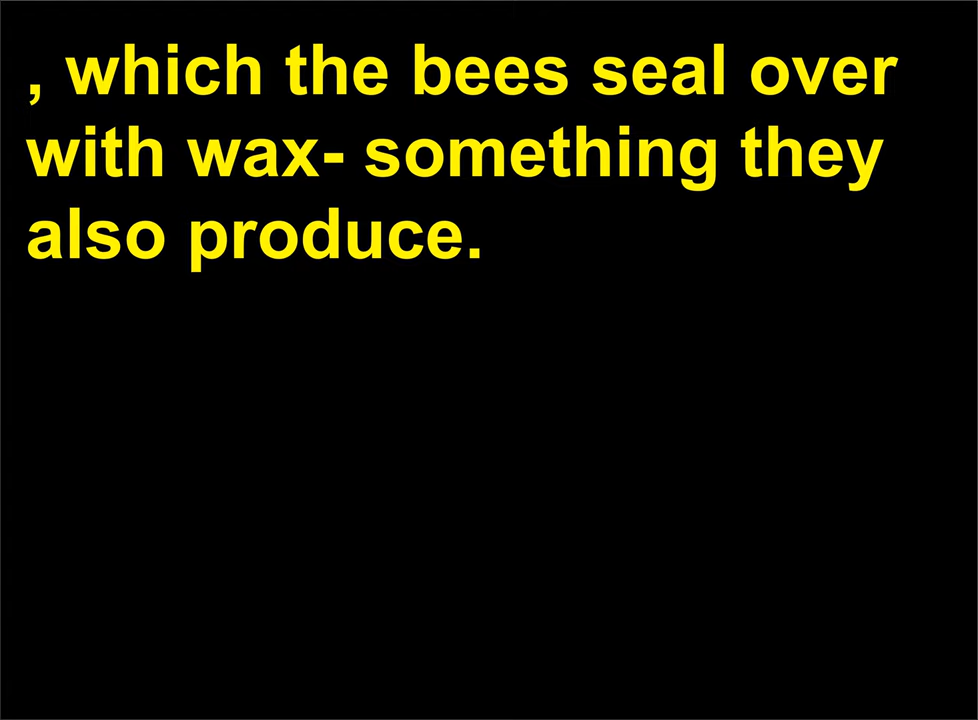 , which the bees seal over
with wax- something they
also produce.